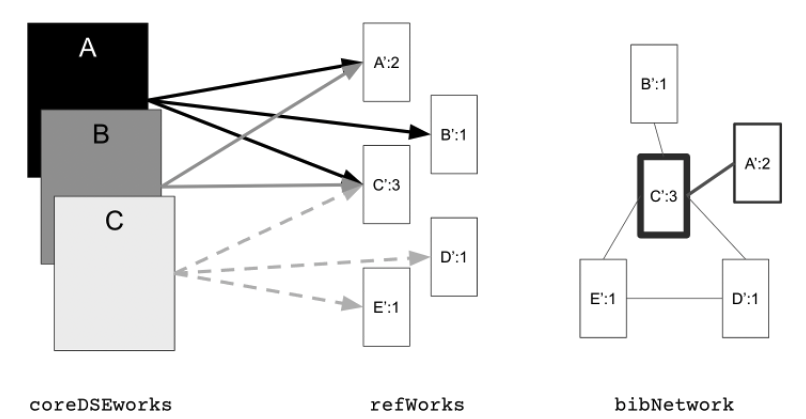 A
B
C
A':2
B':1
C':3
D':1
E':1
B':1
A':2
C':3
E':1
D':1
coreDSEworks
refWorks
bibNetwork